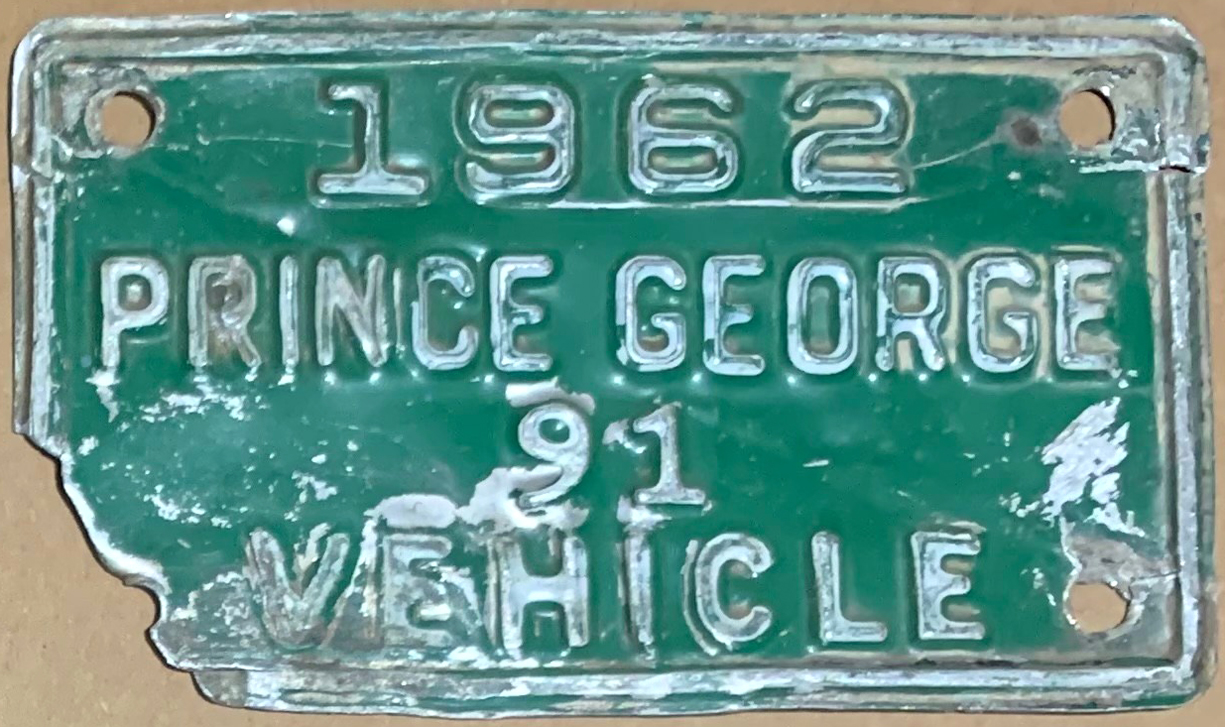 1962
PRINCE GEORGE
91
VEHICLE